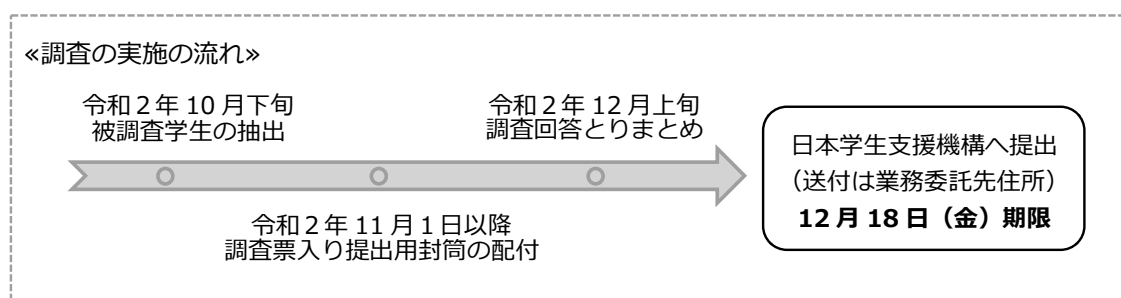 ≪調査の実施の流れ≫
令和２年 10 月下旬
被調査学生の抽出
令和２年 11 月１日以降
調査票入り提出用封筒の配付
令和２年 12 月上旬
調査回答とりまとめ
日本学生支援機構へ提出
（送付は業務委託先住所）
12 月 18 日（金）期限